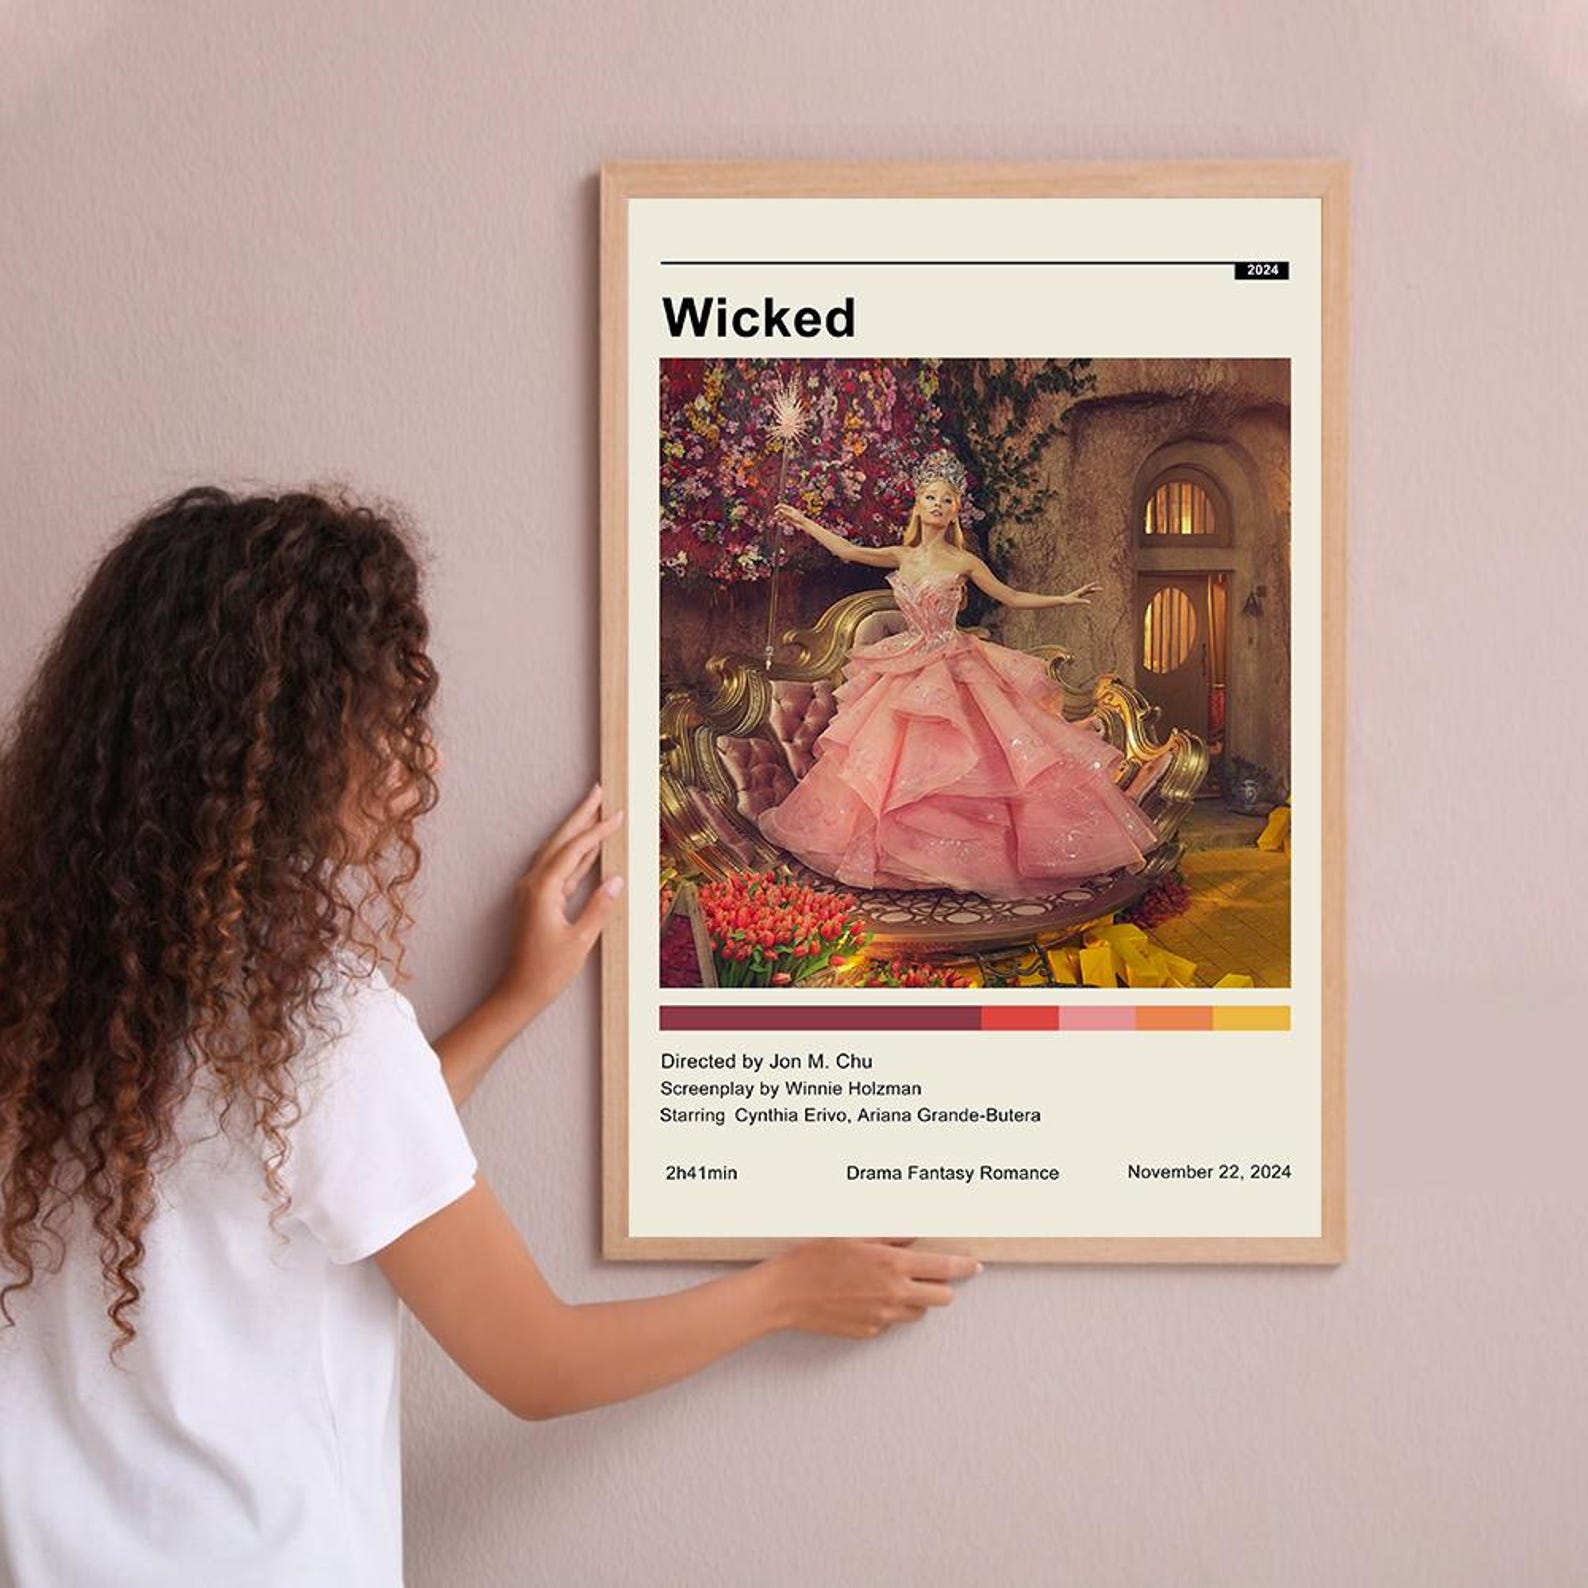 2024
Wicked
Directed by Jon M. Chu
Screenplay by Winnie Holzman
Starring Cynthia Erivo, Ariana Grande-Butera
2h41min Drama Fantasy Romance November 22, 2024